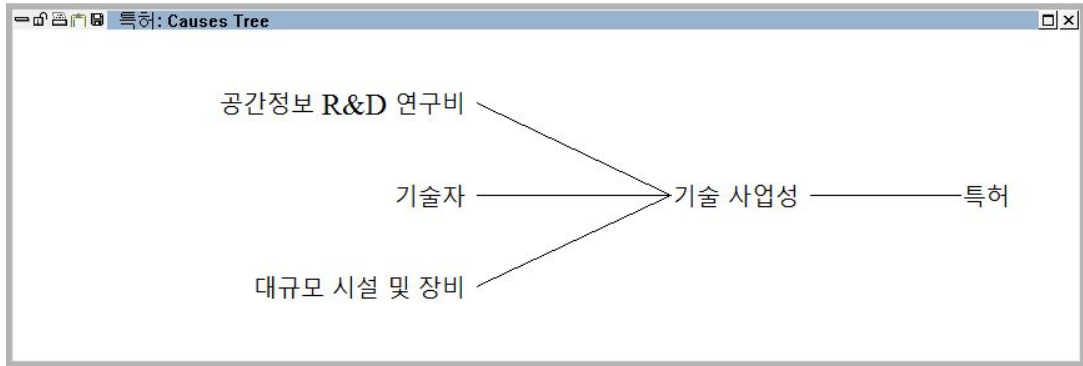 특허: Causes Tree
공간정보 R&D 연구비
기술자
기술 사업성
특허
대규모 시설 및 장비